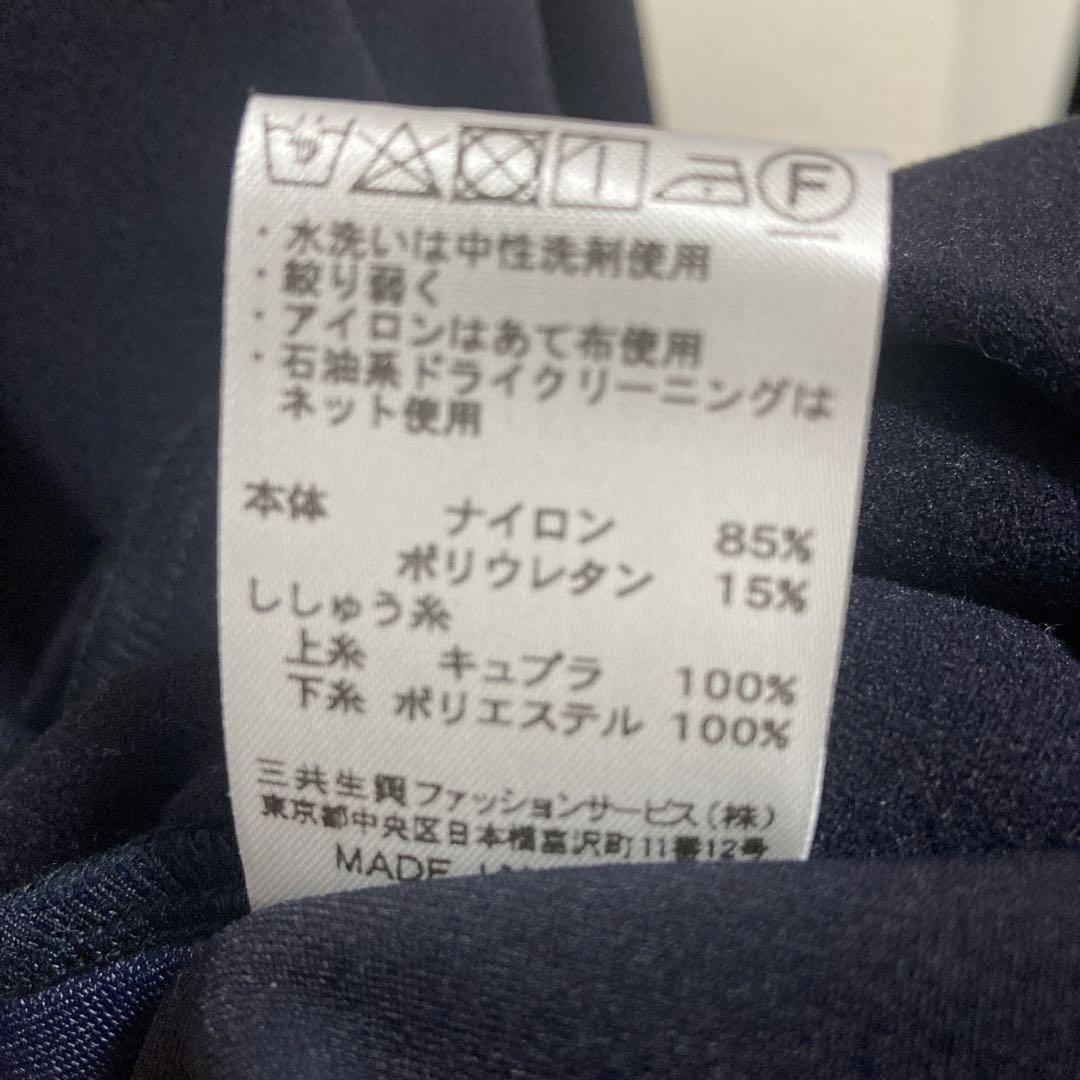 F
・水洗いは中性洗剤使用
・絞り弱く
・アイロンはあて布使用
・石油系ドライクリーニングは
ネット使用
本体 ナイロン 85%
ポリウレタン 15%
ししゅう糸
上糸 キュプラ 100%
下糸 ポリエステル 100%
三共生興ファッションサービス(株)
東京都中央区日本橋富沢町11番12号
MADE